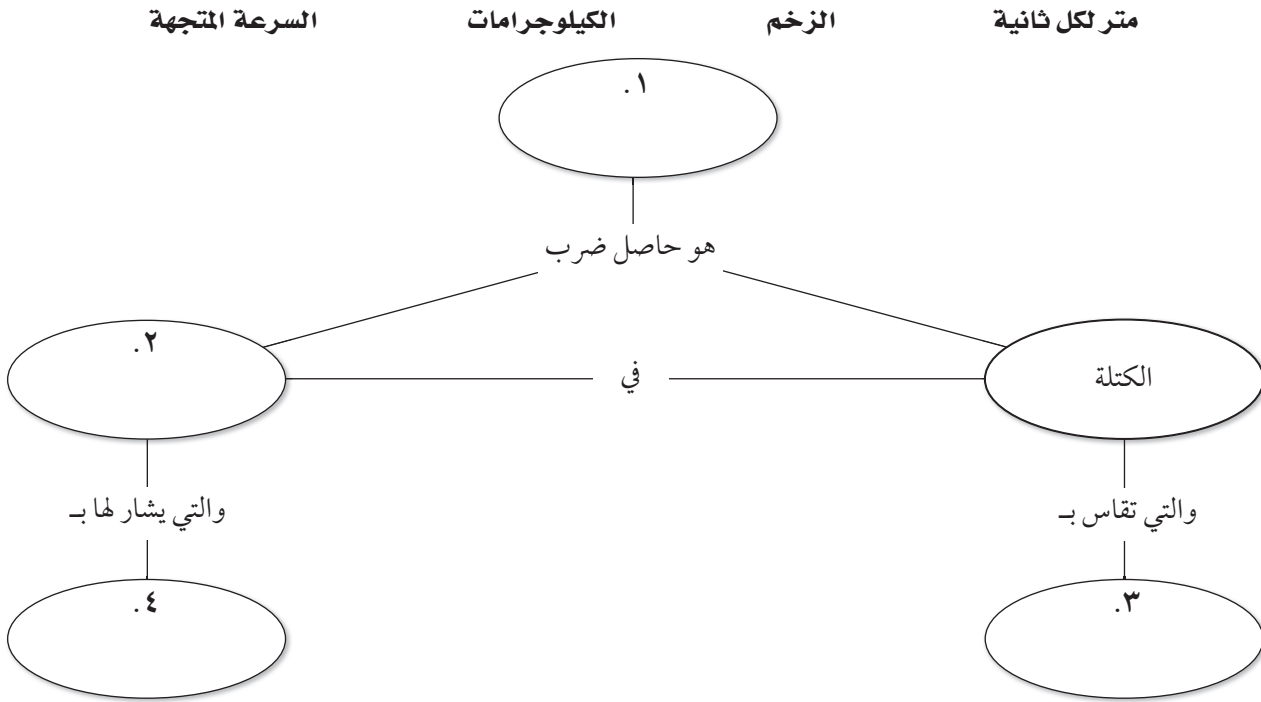 متر لكل ثانية الزخم الكيلوجرامات السرعة المتجهة
١.
هو حاصل ضرب
الكتلة في ٢.
والتي تقاس بـ والتي يشار لها بـ
٣. ٤.